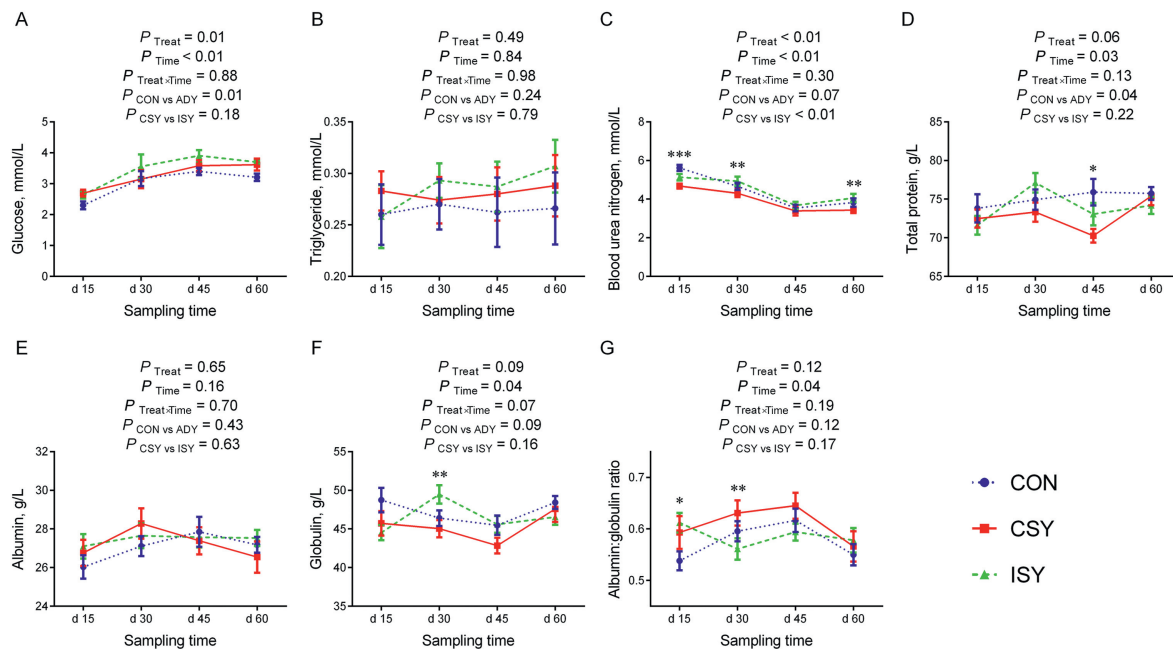 A
P Treat = 0.01
P Time < 0.01
P Treat×Time = 0.88
P CON vs ADY = 0.01
P CSY vs ISY = 0.18
Glucose, mmol/L
5
4
3
2
1
0
d 15
d 30
d 45
d 60
Sampling time
B
P Treat = 0.49
P Time = 0.84
P Treat×Time = 0.98
P CON vs ADY = 0.24
P CSY vs ISY = 0.79
Triglyceride, mmol/L
0.35
0.30
0.25
0.20
d 15
d 30
d 45
d 60
Sampling time
C
P Treat < 0.01
P Time < 0.01
P Treat×Time = 0.30
P CON vs ADY = 0.07
P CSY vs ISY < 0.01
Blood urea nitrogen, mmol/L
8
6
4
2
0
***
**
**
d 15
d 30
d 45
d 60
Sampling time
D
P Treat = 0.06
P Time = 0.03
P Treat×Time = 0.13
P CON vs ADY = 0.04
P CSY vs ISY = 0.22
Total protein, g/L
85
80
75
70
65
*
d 15
d 30
d 45
d 60
Sampling time
E
P Treat = 0.65
P Time = 0.16
P Treat×Time = 0.70
P CON vs ADY = 0.43
P CSY vs ISY = 0.63
Albumin, g/L
32
30
28
26
24
d 15
d 30
d 45
d 60
Sampling time
F
P Treat = 0.09
P Time = 0.04
P Treat×Time = 0.07
P CON vs ADY = 0.09
P CSY vs ISY = 0.16
Globulin, g/L
55
50
45
40
35
**
d 15
d 30
d 45
d 60
Sampling time
G
P Treat = 0.12
P Time = 0.04
P Treat×Time = 0.19
P CON vs ADY = 0.12
P CSY vs ISY = 0.17
Albumin:globulin ratio
0.7
0.6
0.5
*
**
d 15
d 30
d 45
d 60
Sampling time
CON
CSY
ISY